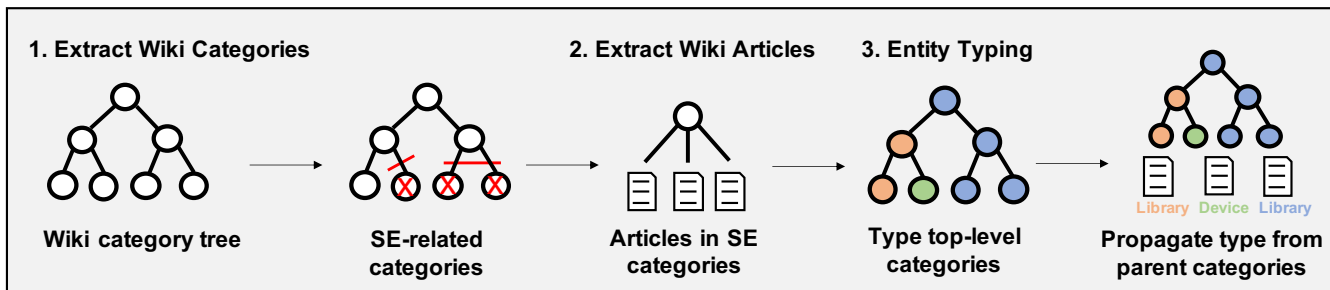 1. Extract Wiki Categories
2. Extract Wiki Articles
3. Entity Typing
Library Device Library
Wiki category tree
SE-related
categories
Articles in SE
categories
Type top-level
categories
Propagate type from
parent categories